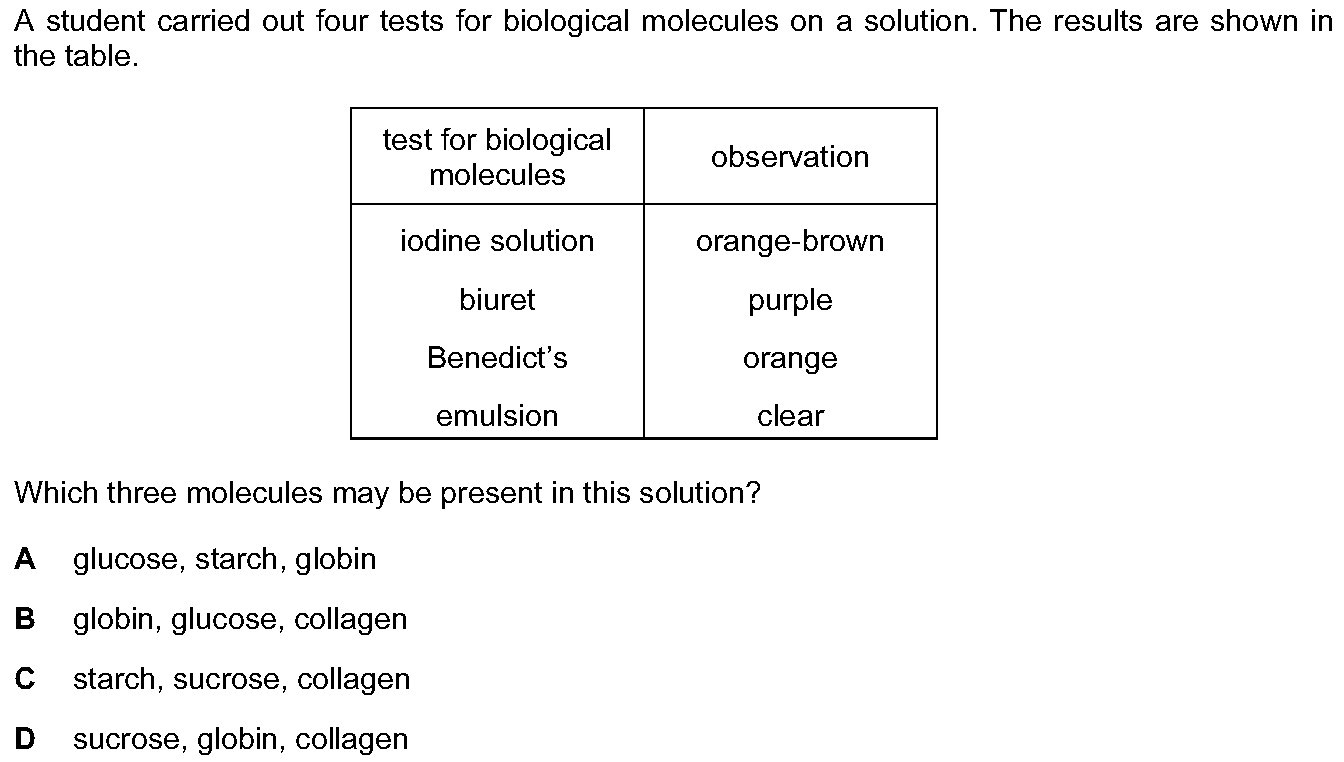 A student carried out four tests for biological molecules on a solution. The results are shown in
the table.
test for biological
molecules
observation
iodine solution orange-brown
biuret purple
Benedict’s orange
emulsion clear
Which three molecules may be present in this solution?
A glucose, starch, globin
B globin, glucose, collagen
C starch, sucrose, collagen
D sucrose, globin, collagen